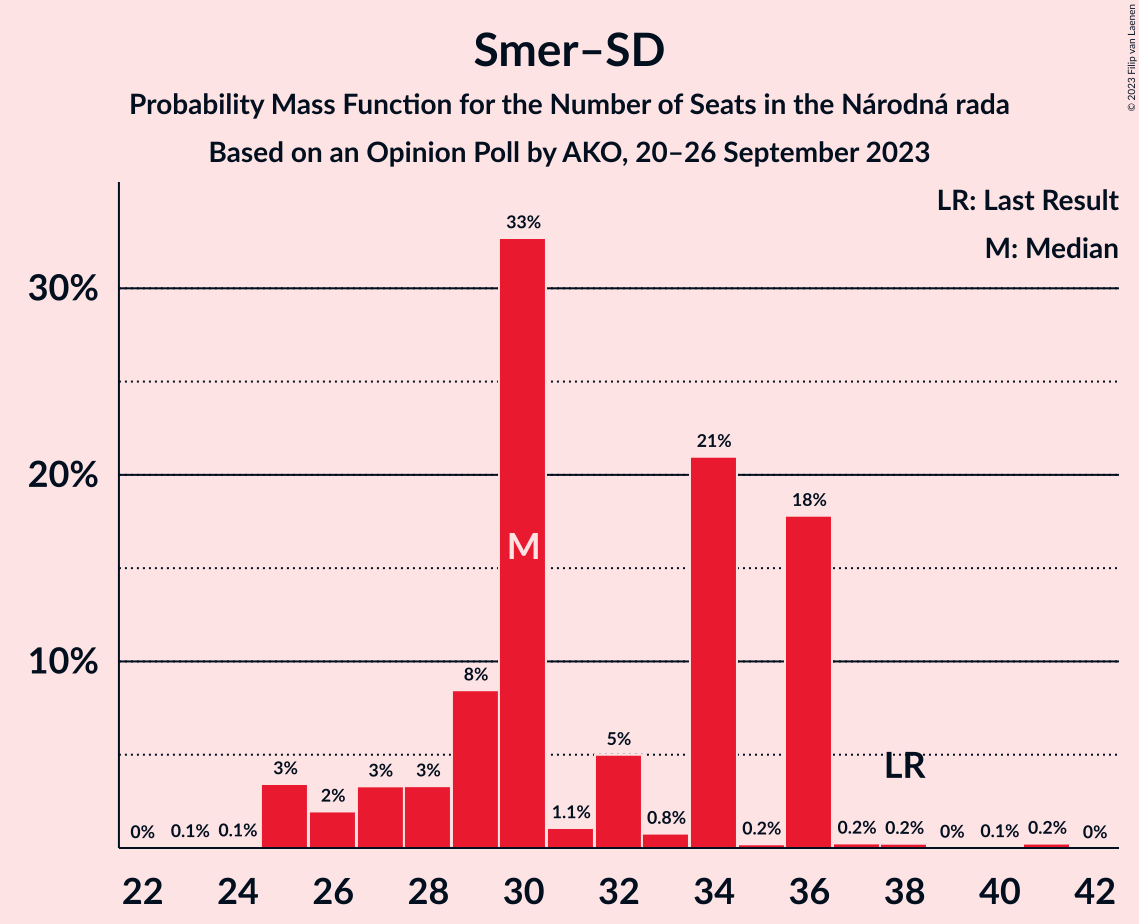 Smer–SD
Probability Mass Function for the Number of Seats in the Národná rada
Based on an Opinion Poll by AKO, 20–26 September 2023
© 2023 Filip van Laenen
LR: Last Result
M: Median
30%
20%
10%
0%
0.1%
0.1%
3%
2%
3%
3%
8%
33%
M
1.1%
5%
0.8%
21%
0.2%
18%
0.2%
LR
0.2%
0%
0.1%
0.2%
0%
22 24 26 28 30 32 34 36 38 40 42